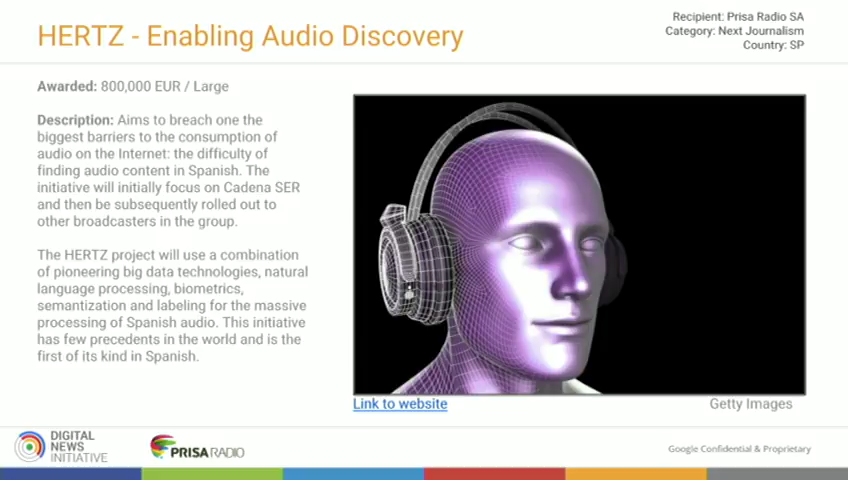 HERTZ - Enabling Audio Discovery
Recipient: Prisa Radio SA
Category: Next Journalism
Country: SP
Awarded: 800,000 EUR / Large
Description: Aims to breach one the
biggest barriers to the consumption of
audio on the Internet: the difficulty of
finding audio content in Spanish. The
initiative will initially focus on Cadena SER
and then be subsequently rolled out to
other broadcasters in the group.
The HERTZ project will use a combination
of pioneering big data technologies, natural
language processing, biometrics,
semantization and labeling for the massive
processing of Spanish audio. This initiative
has few precedents in the world and is the
first of its kind in Spanish.
Link to website
Getty Images
DIGITAL
NEWS
INITIATIVE
PRISA RADIO
Google Confidential & Proprietary